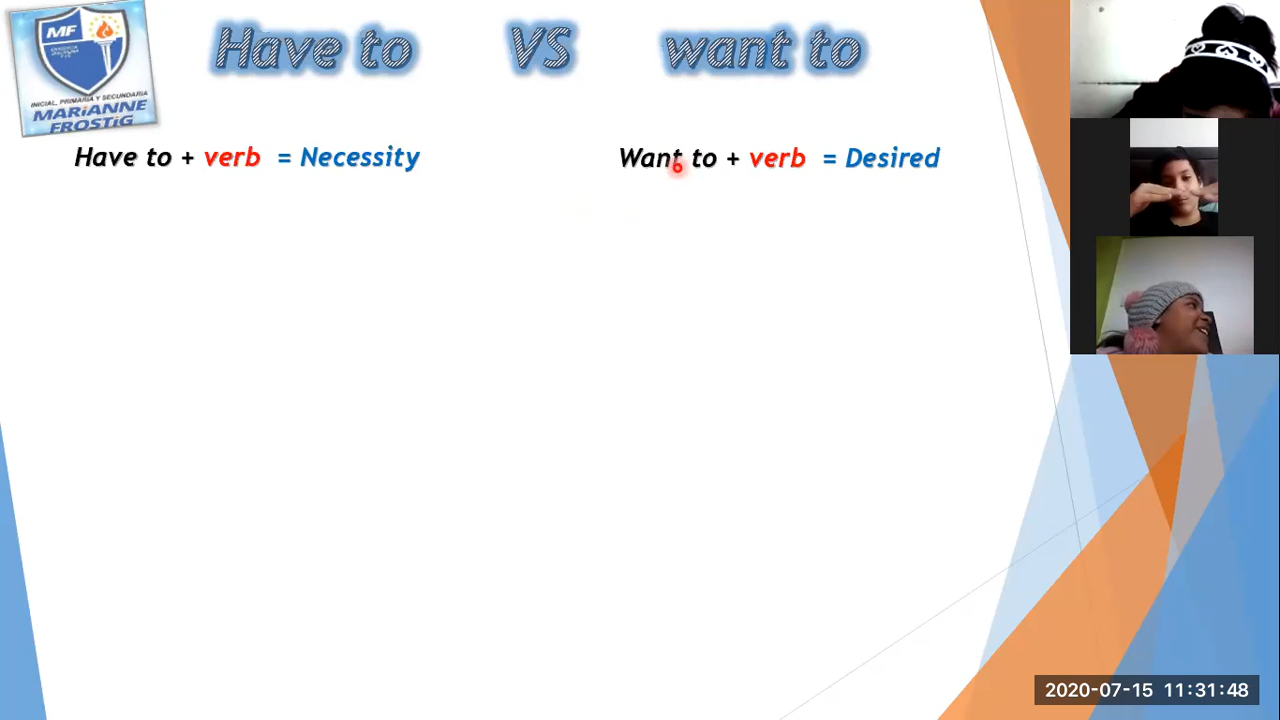 Have to VS want to
MF
INICIAL, PRIMARIA Y SECUNDARIA
MARiANNE
FROSTiG
Have to + verb = Necessity
Want to + verb = Desired
2020-07-15 11:31:48